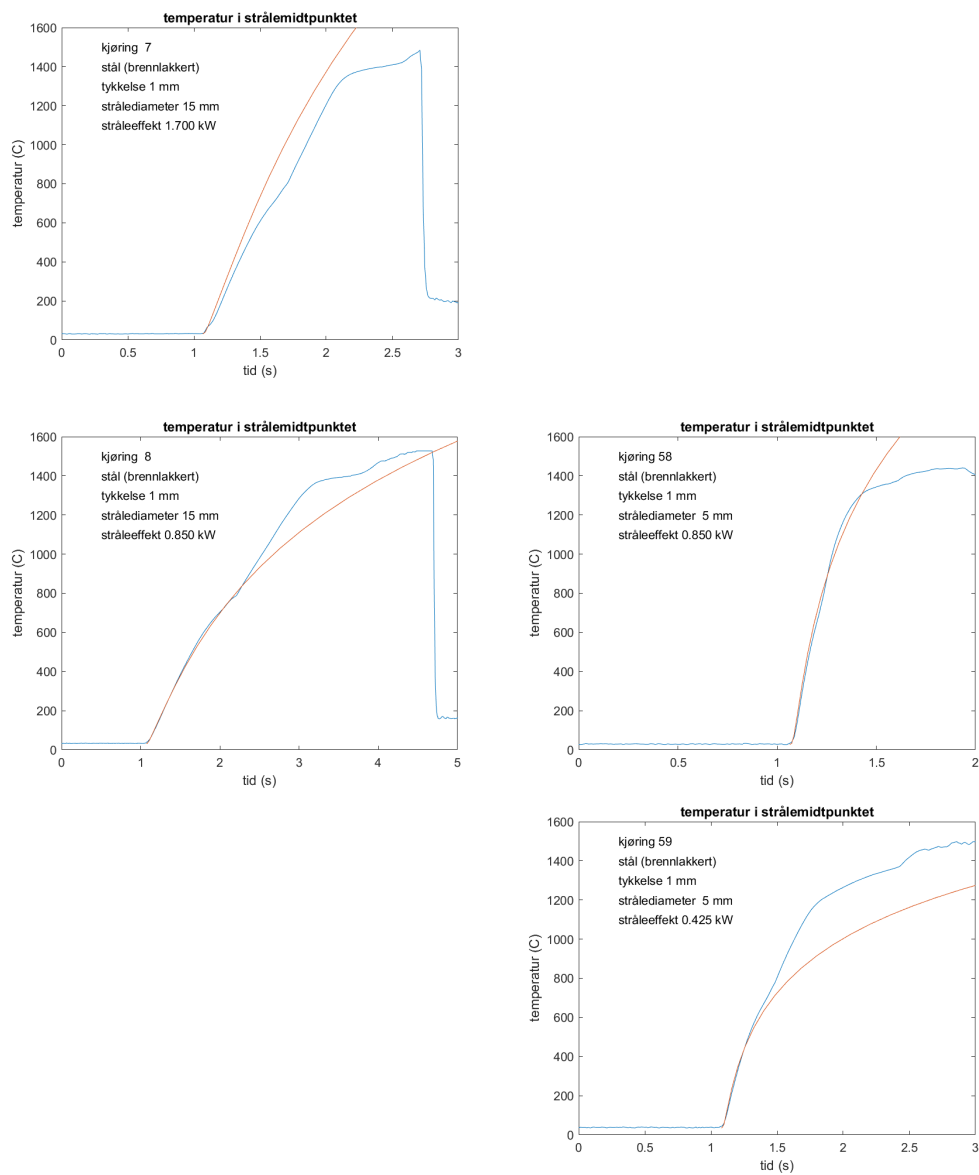 temperatur i strålemidtpunktet
kjøring 7
stål (brennlakkert)
tykkelse 1 mm
strålediameter 15 mm
stråleeffekt 1.700 kW
temperatur (C)
1600
1400
1200
1000
800
600
400
200
0
0 0.5 1 1.5 2 2.5 3
tid (s)
temperatur i strålemidtpunktet
kjøring 8
stål (brennlakkert)
tykkelse 1 mm
strålediameter 15 mm
stråleeffekt 0.850 kW
temperatur (C)
1600
1400
1200
1000
800
600
400
200
0
0 1 2 3 4 5
tid (s)
temperatur i strålemidtpunktet
kjøring 58
stål (brennlakkert)
tykkelse 1 mm
strålediameter 5 mm
stråleeffekt 0.850 kW
temperatur (C)
1600
1400
1200
1000
800
600
400
200
0
0 0.5 1 1.5 2
tid (s)
temperatur i strålemidtpunktet
kjøring 59
stål (brennlakkert)
tykkelse 1 mm
strålediameter 5 mm
stråleeffekt 0.425 kW
temperatur (C)
1600
1400
1200
1000
800
600
400
200
0
0 0.5 1 1.5 2 2.5 3
tid (s)